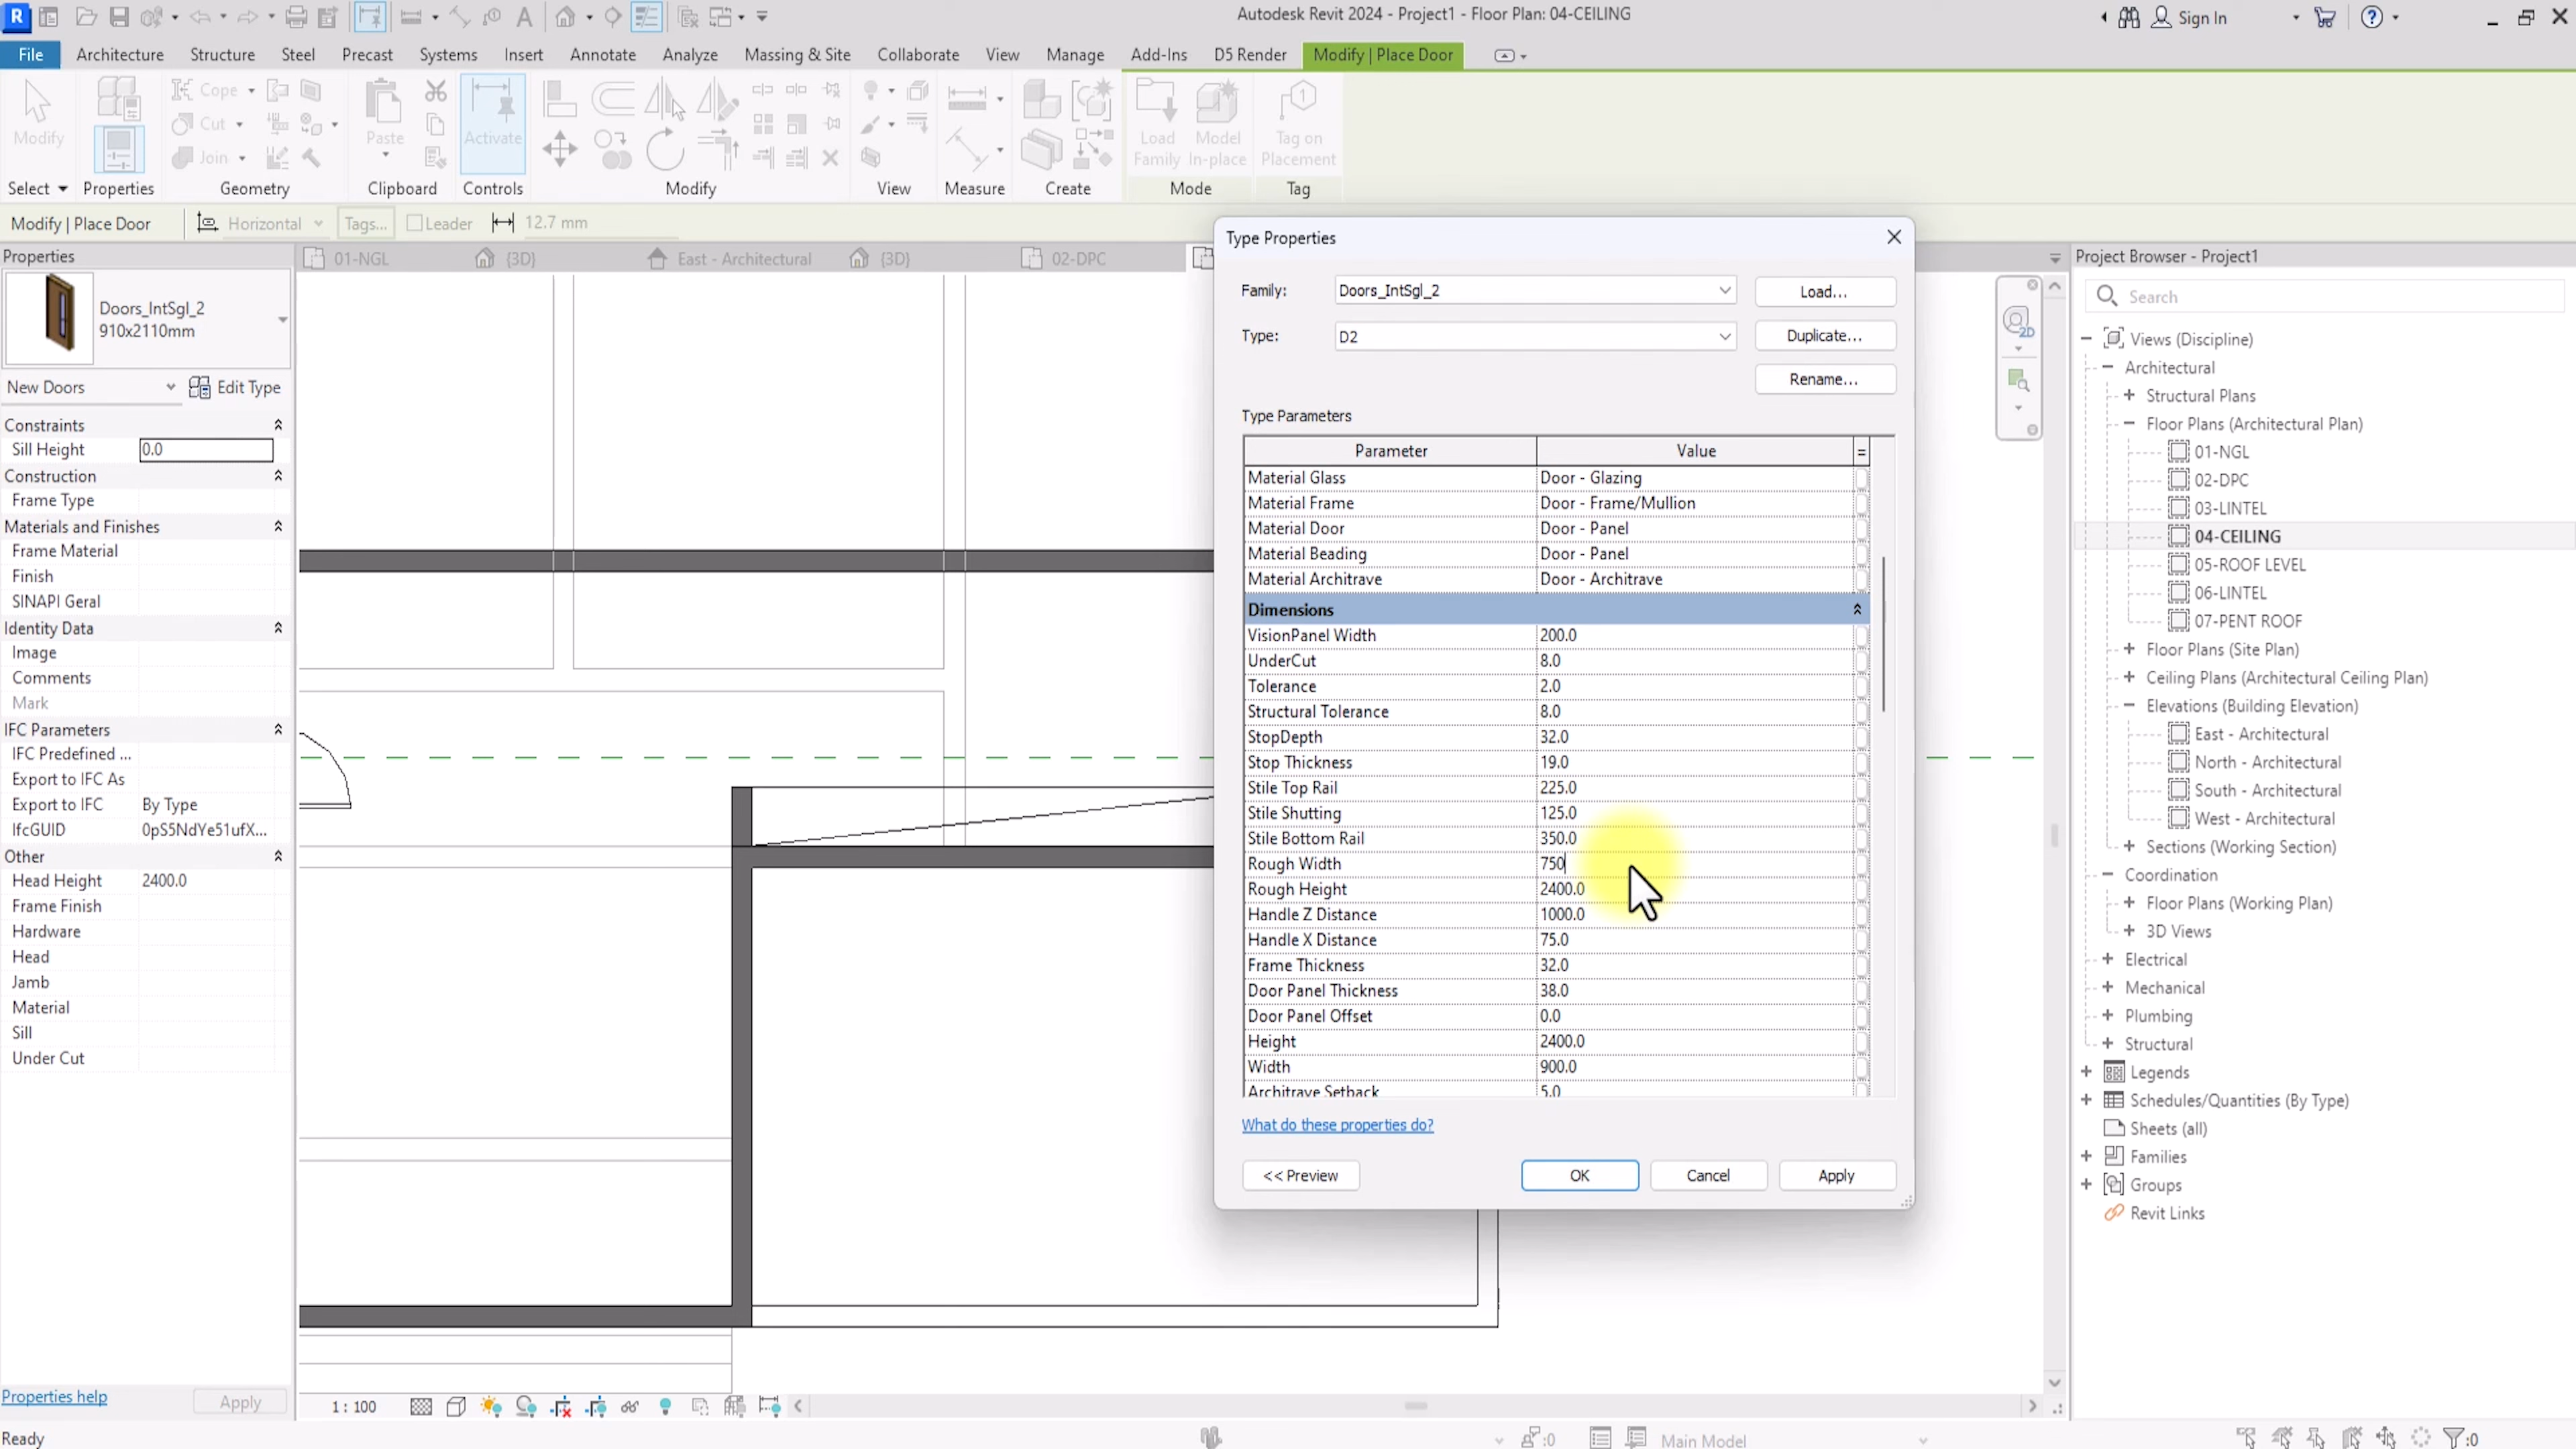 Autodesk Revit 2024 - Project1 - Floor Plan: 04-CEILING
Sign In
File Architecture Structure Steel Precast Systems Insert Annotate Analyze Massing & Site Collaborate View Manage Add-Ins D5 Render Modify | Place Door
Modify
Cope
Cut
Join
Paste
Activate
Load Family
Model In-place
Tag on Placement
Select Properties Geometry Clipboard Controls Modify View Measure Create Mode Tag
Modify | Place Door Horizontal Tags... Leader 12.7 mm
Properties
01-NGL {3D} East - Architectural {3D} 02-DPC
Doors_IntSgl_2
910x2110mm
New Doors Edit Type
Constraints
Sill Height 0.0
Construction
Frame Type
Materials and Finishes
Frame Material
Finish
SINAPI Geral
Identity Data
Image
Comments
Mark
IFC Parameters
IFC Predefined ...
Export to IFC As
Export to IFC By Type
IfcGUID 0pS5NdYe51ufX...
Other
Head Height 2400.0
Frame Finish
Hardware
Head
Jamb
Material
Sill
Under Cut
Properties help Apply
Type Properties
Family: Doors_IntSgl_2 Load...
Type: D2 Duplicate...
Rename...
Type Parameters
Parameter Value =
Material Glass Door - Glazing
Material Frame Door - Frame/Mullion
Material Door Door - Panel
Material Beading Door - Panel
Material Architrave Door - Architrave
Dimensions
VisionPanel Width 200.0
UnderCut 8.0
Tolerance 2.0
Structural Tolerance 8.0
StopDepth 32.0
Stop Thickness 19.0
Stile Top Rail 225.0
Stile Shutting 125.0
Stile Bottom Rail 350.0
Rough Width 750
Rough Height 2400.0
Handle Z Distance 1000.0
Handle X Distance 75.0
Frame Thickness 32.0
Door Panel Thickness 38.0
Door Panel Offset 0.0
Height 2400.0
Width 900.0
Architrave Setback 5.0
What do these properties do?
<< Preview OK Cancel Apply
Project Browser - Project1
Search
Views (Discipline)
Architectural
Structural Plans
Floor Plans (Architectural Plan)
01-NGL
02-DPC
03-LINTEL
04-CEILING
05-ROOF LEVEL
06-LINTEL
07-PENT ROOF
Floor Plans (Site Plan)
Ceiling Plans (Architectural Ceiling Plan)
Elevations (Building Elevation)
East - Architectural
North - Architectural
South - Architectural
West - Architectural
Sections (Working Section)
Coordination
Floor Plans (Working Plan)
3D Views
Electrical
Mechanical
Plumbing
Structural
Legends
Schedules/Quantities (By Type)
Sheets (all)
Families
Groups
Revit Links
2D
1 : 100
Ready :0 Main Model :0